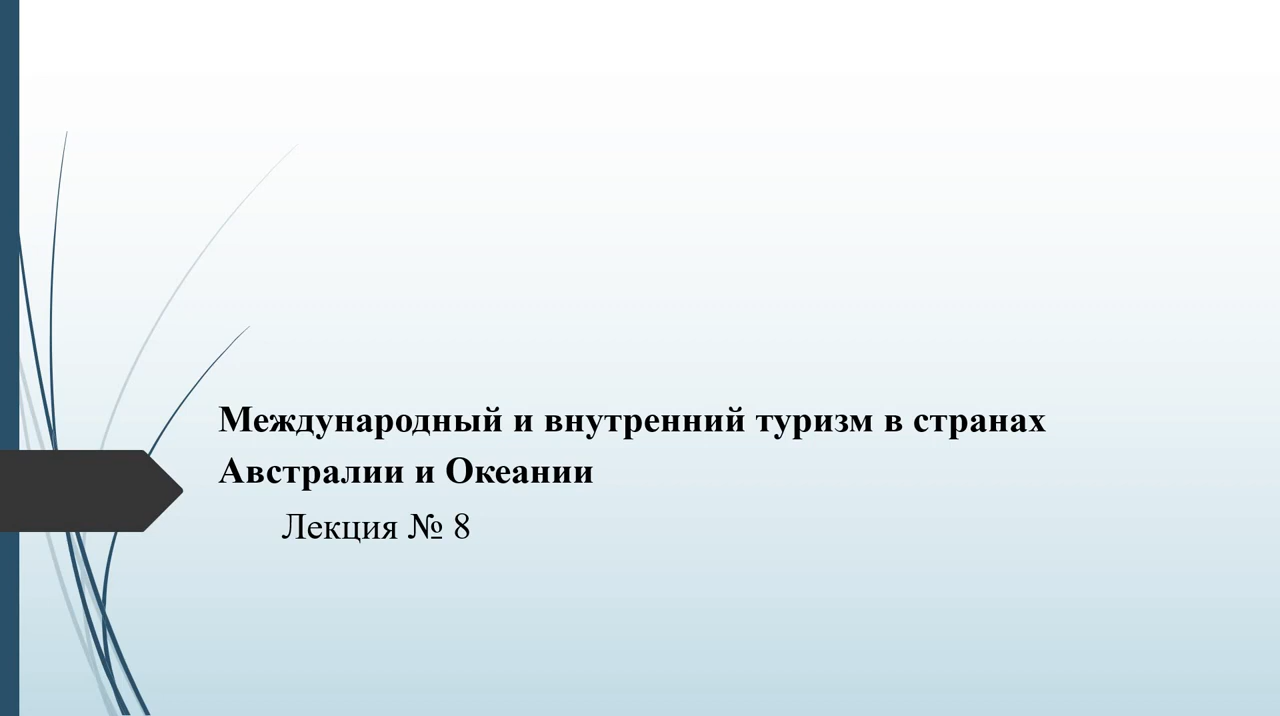 Международный и внутренний туризм в странах
Австралии и Океании
Лекция № 8